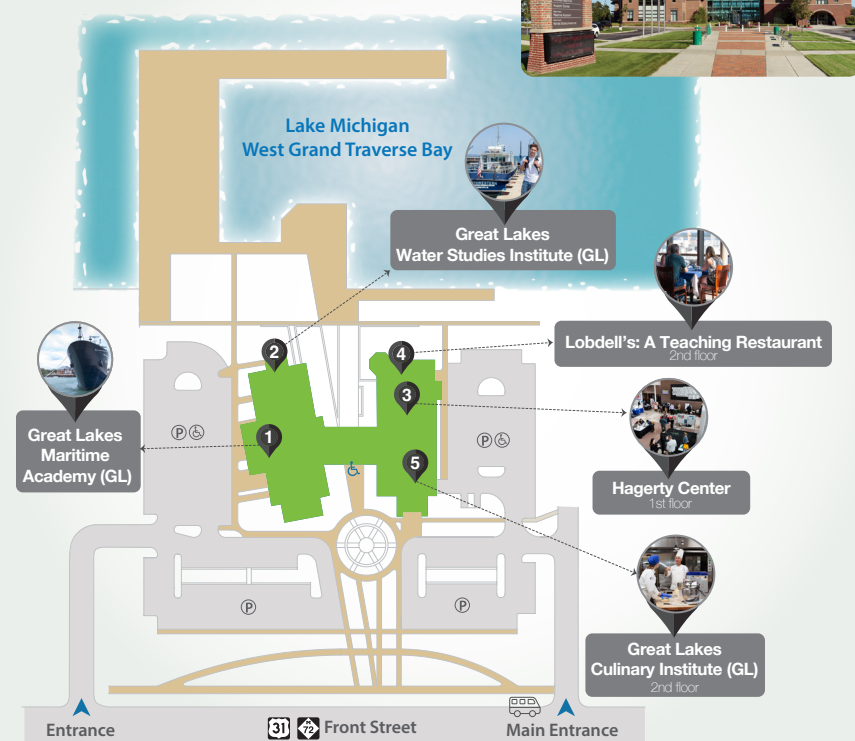 Lake Michigan
West Grand Traverse Bay
Great Lakes
Water Studies Institute (GL)
2
4
Lobdell's: A Teaching Restaurant
2nd floor
3
Great Lakes
Maritime
Academy (GL)
1
P
P
5
Hagerty Center
1st floor
P
P
Great Lakes
Culinary Institute (GL)
2nd floor
Entrance
31
72
Front Street
Main Entrance